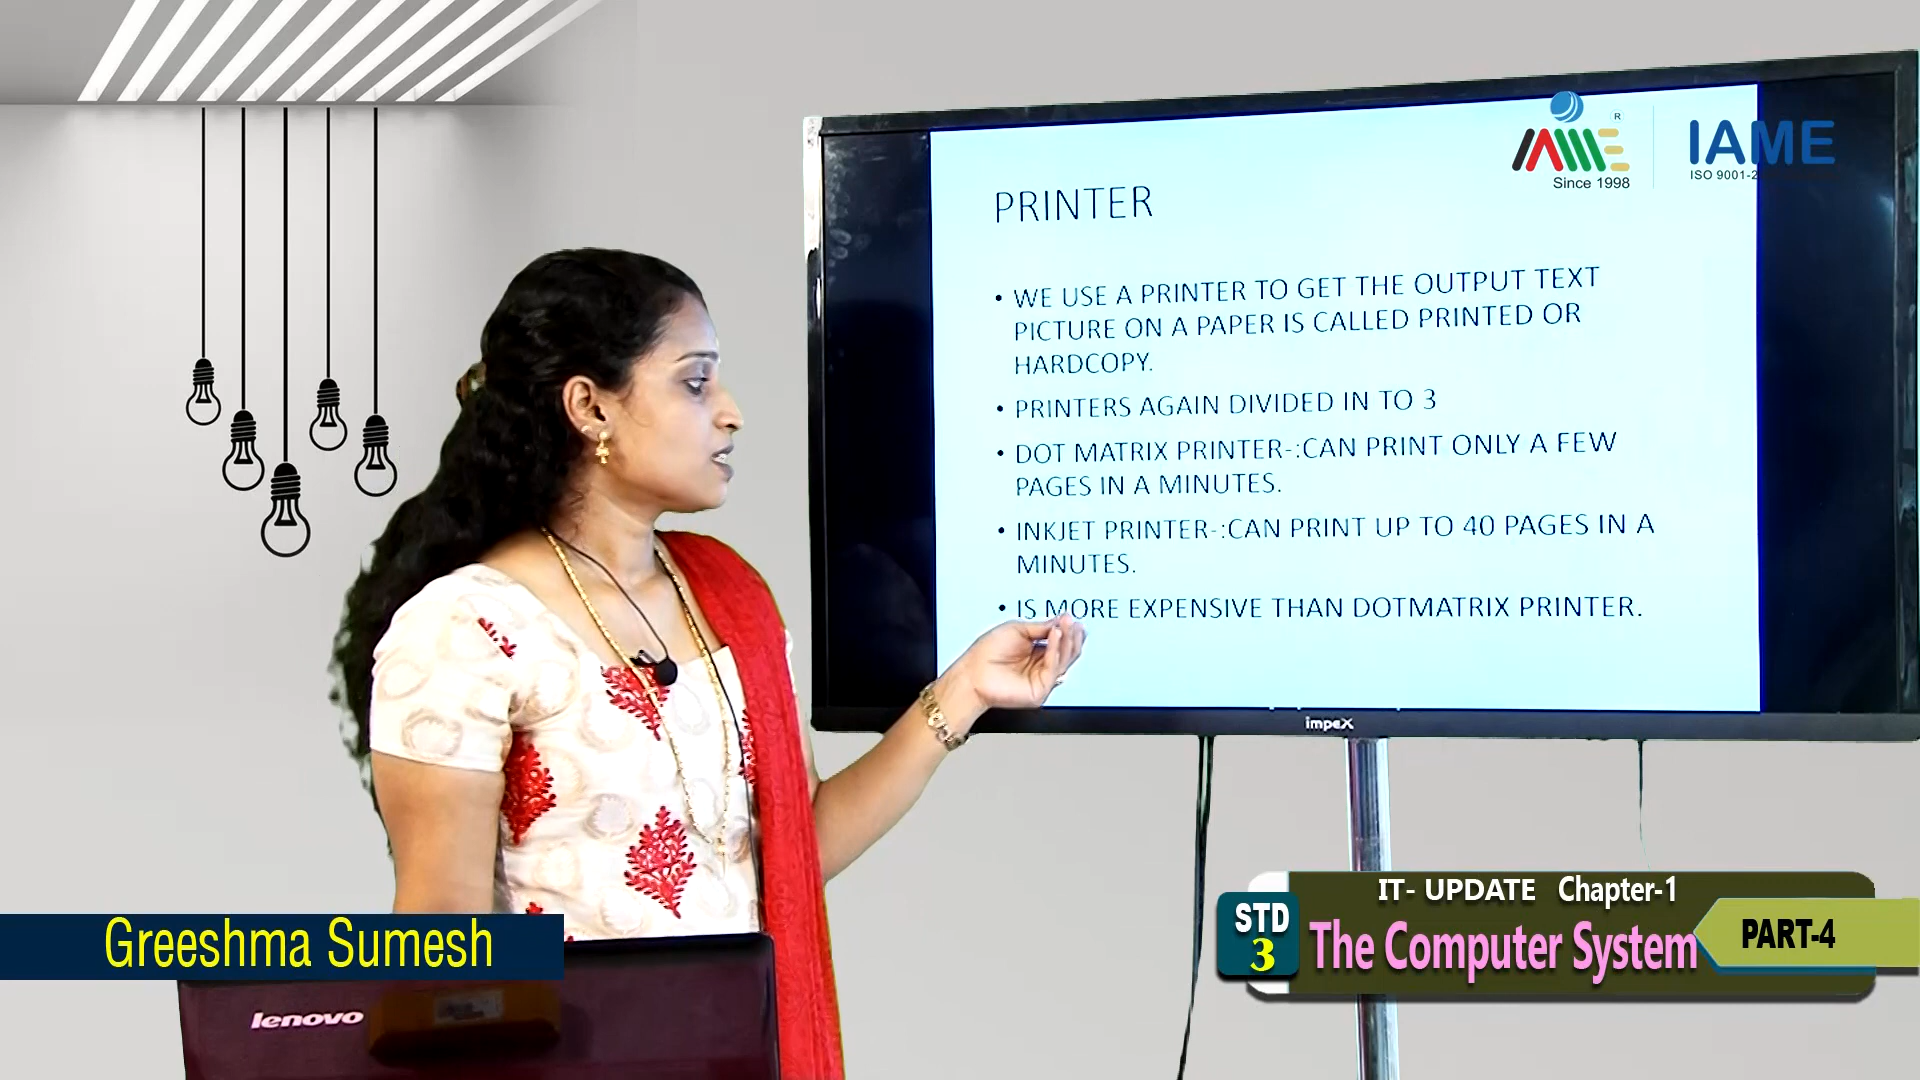 R
IAME
Since 1998
ISO 9001-2
PRINTER
• WE USE A PRINTER TO GET THE OUTPUT TEXT
PICTURE ON A PAPER IS CALLED PRINTED OR
HARDCOPY.
• PRINTERS AGAIN DIVIDED IN TO 3
• DOT MATRIX PRINTER-:CAN PRINT ONLY A FEW
PAGES IN A MINUTES.
• INKJET PRINTER-:CAN PRINT UP TO 40 PAGES IN A
MINUTES.
• IS MORE EXPENSIVE THAN DOTMATRIX PRINTER.
impex
IT- UPDATE Chapter-1
STD
3
The Computer System
PART-4
Greeshma Sumesh
lenovo